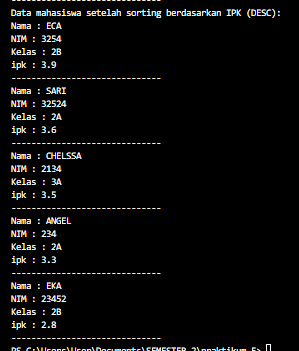 ------------------------------
Data mahasiswa setelah sorting berdasarkan IPK (DESC):
Nama : ECA
NIM : 3254
Kelas : 2B
ipk : 3.9
------------------------------
Nama : SARI
NIM : 32524
Kelas : 2A
ipk : 3.6
------------------------------
Nama : CHELSSA
NIM : 2134
Kelas : 3A
ipk : 3.5
------------------------------
Nama : ANGEL
NIM : 234
Kelas : 2A
ipk : 3.3
------------------------------
Nama : EKA
NIM : 23452
Kelas : 2B
ipk : 2.8
------------------------------
PS C:\Users\User\Documents\SEMESTER 2\praktikum 5>